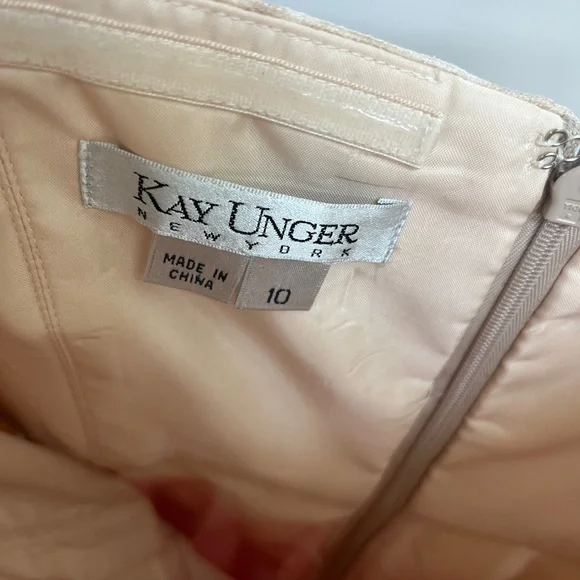 KAY UNGER
NEW YORK
MADE IN
CHINA
10